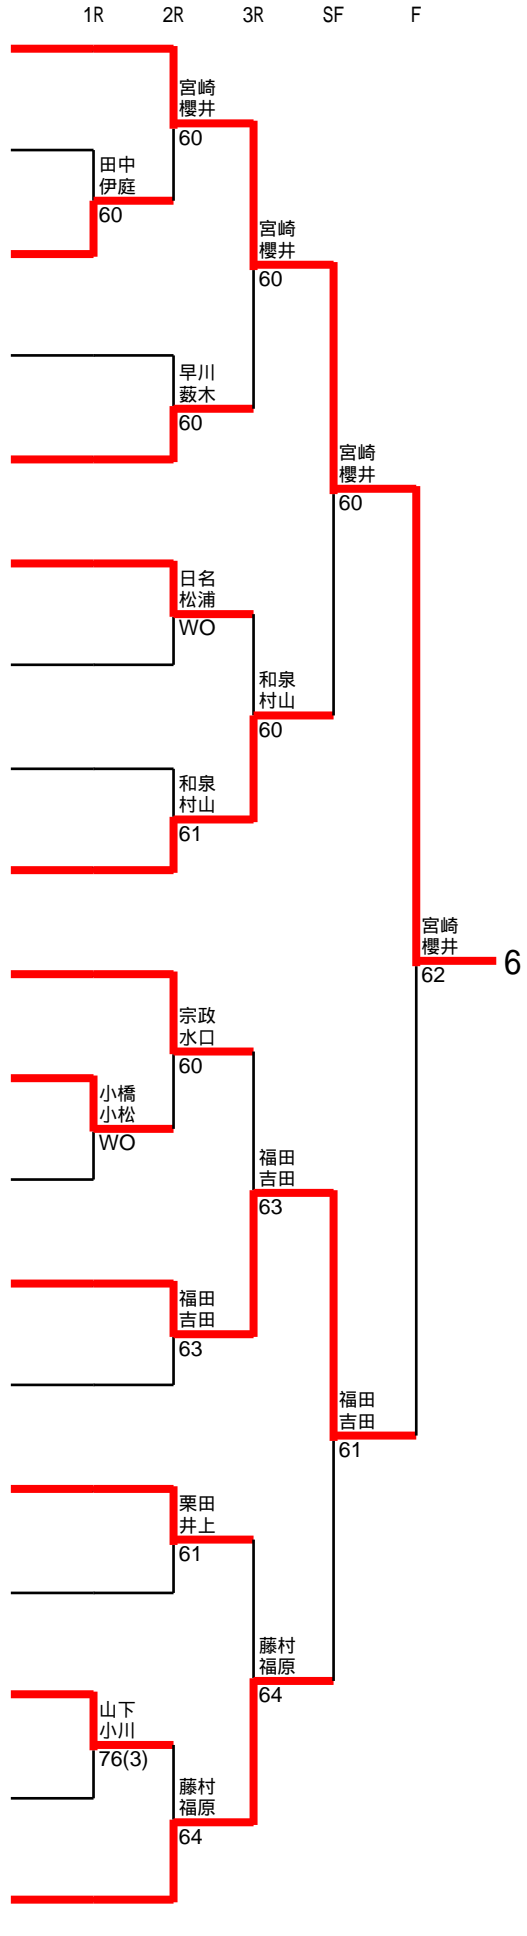 1R 2R 3R SF F
宮崎
櫻井
60
田中
伊庭
60
宮崎
櫻井
60
早川
薮木
60
宮崎
櫻井
60
日名
松浦
WO
和泉
村山
60
和泉
村山
61
宮崎
櫻井
62
6
宗政
水口
60
小橋
小松
WO
福田
吉田
63
福田
吉田
63
福田
吉田
61
栗田
井上
61
藤村
福原
64
山下
小川
76(3)
藤村
福原
64